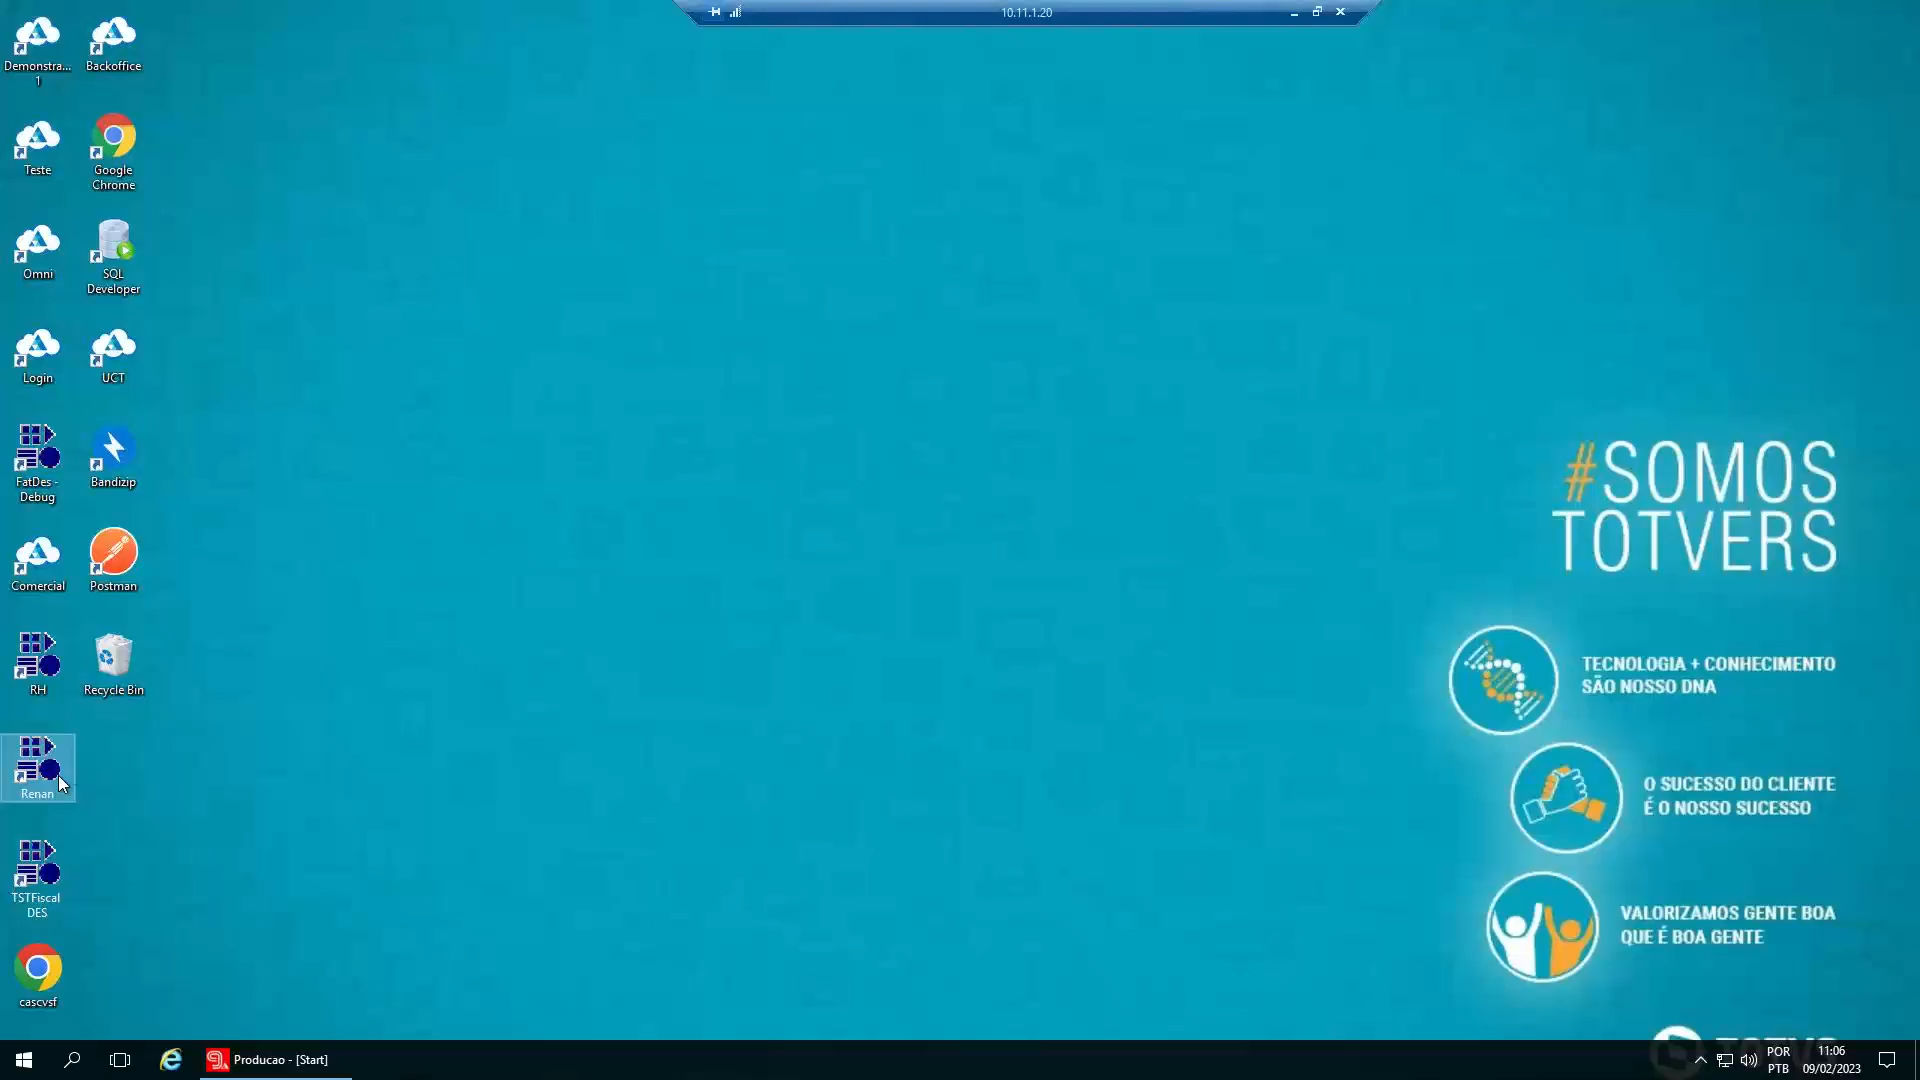 10.11.1.20
Demonstra...
1
Backoffice
Teste
Google
Chrome
Omni
SQL
Developer
Login
UCT
FatDes -
Debug
Bandizip
Comercial
Postman
RH
Recycle Bin
Renan
TSTFiscal
DES
cascvsf
#SOMOS
TOTVERS
TECNOLOGIA + CONHECIMENTO
SÃO NOSSO DNA
O SUCESSO DO CLIENTE
É O NOSSO SUCESSO
VALORIZAMOS GENTE BOA
QUE É BOA GENTE
Producao - [Start]
POR
PTB
11:06
09/02/2023